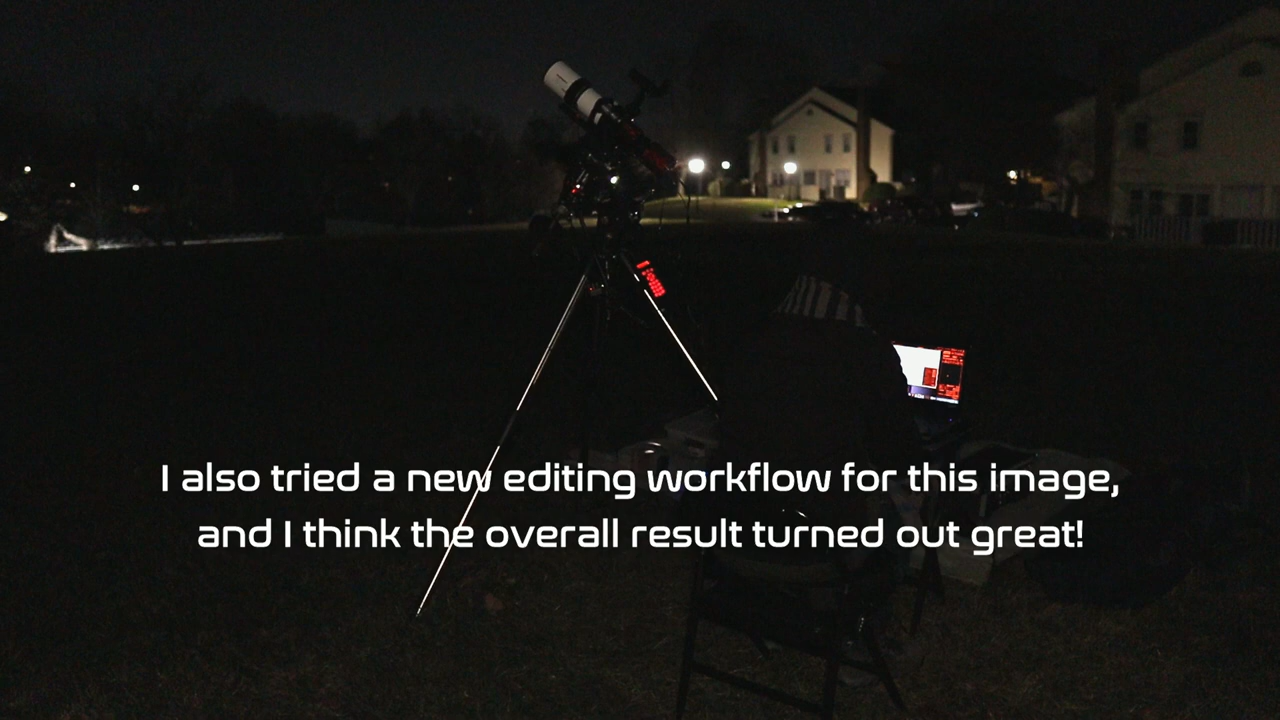 I also tried a new editing workflow for this image,
and I think the overall result turned out great!